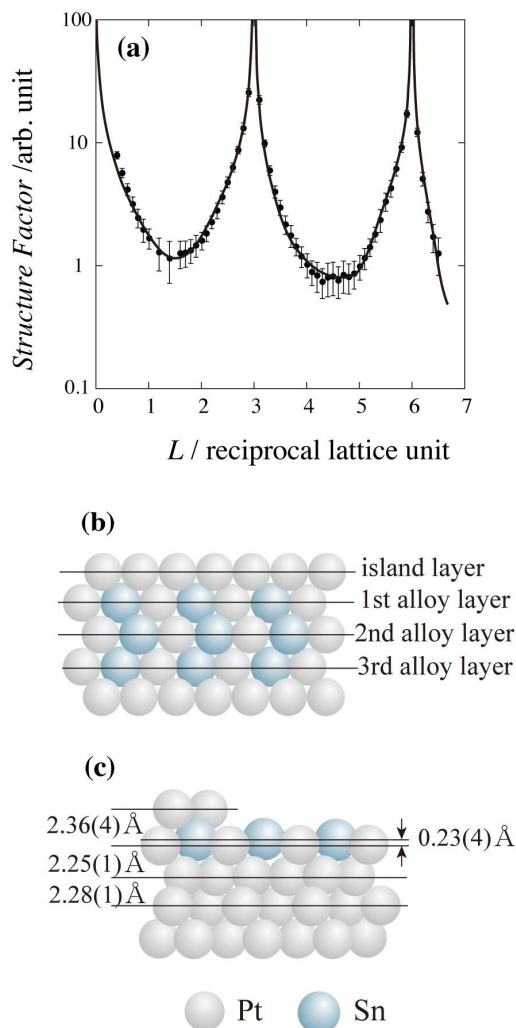 (a)
100
10
1
0.1
Structure Factor /arb. unit
0 1 2 3 4 5 6 7
L / reciprocal lattice unit
(b)
island layer
1st alloy layer
2nd alloy layer
3rd alloy layer
(c)
2.36(4) Å
0.23(4) Å
2.25(1) Å
2.28(1) Å
Pt Sn